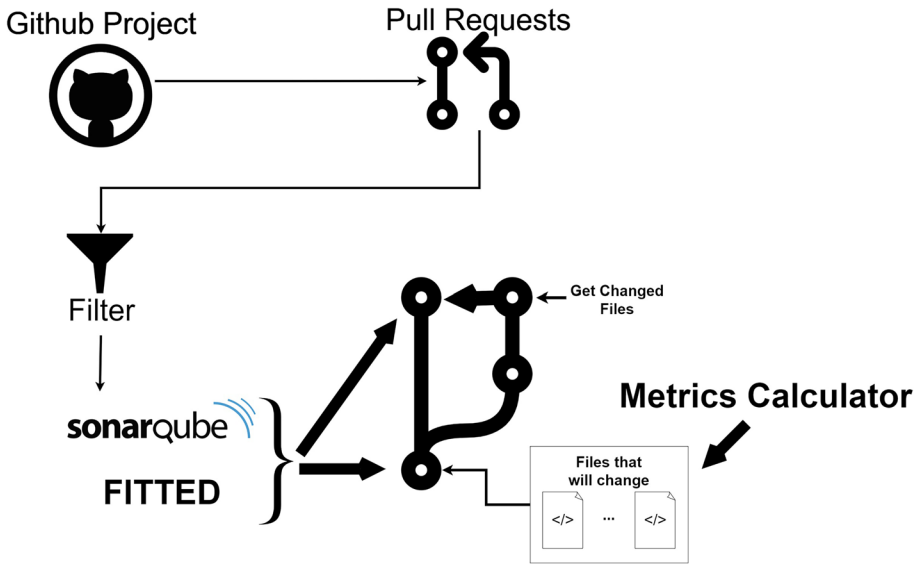 Github Project
Pull Requests
Filter
Get Changed
Files
sonarqube
FITTED
Metrics Calculator
Files that
will change
</>
...
</>